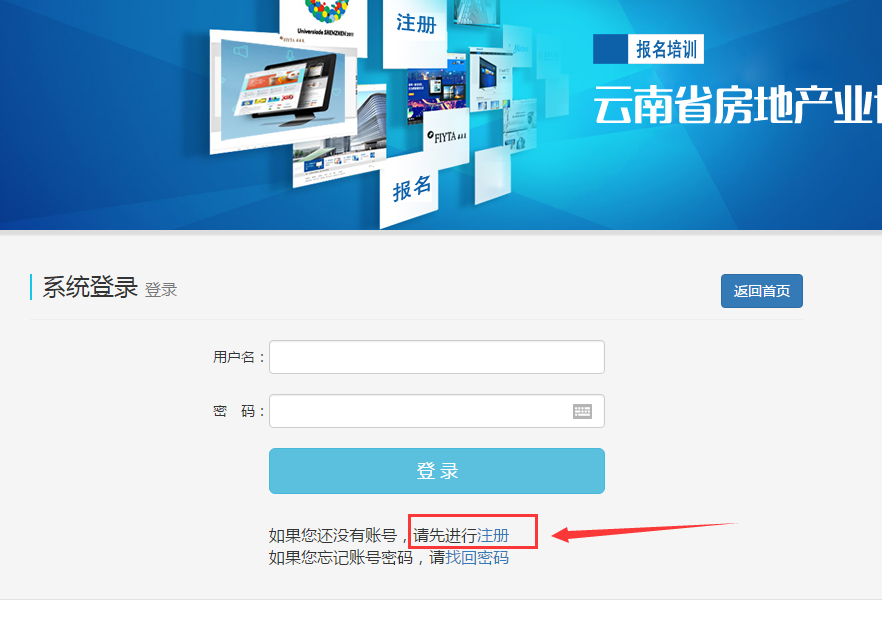 Universiade SHENZHEN 2011
注册
FIYTA
报名
报名培训
云南省房地产业
系统登录 登录
返回首页
用户名：
密 码：
登 录
如果您还没有账号，请先进行注册
如果您忘记账号密码，请找回密码